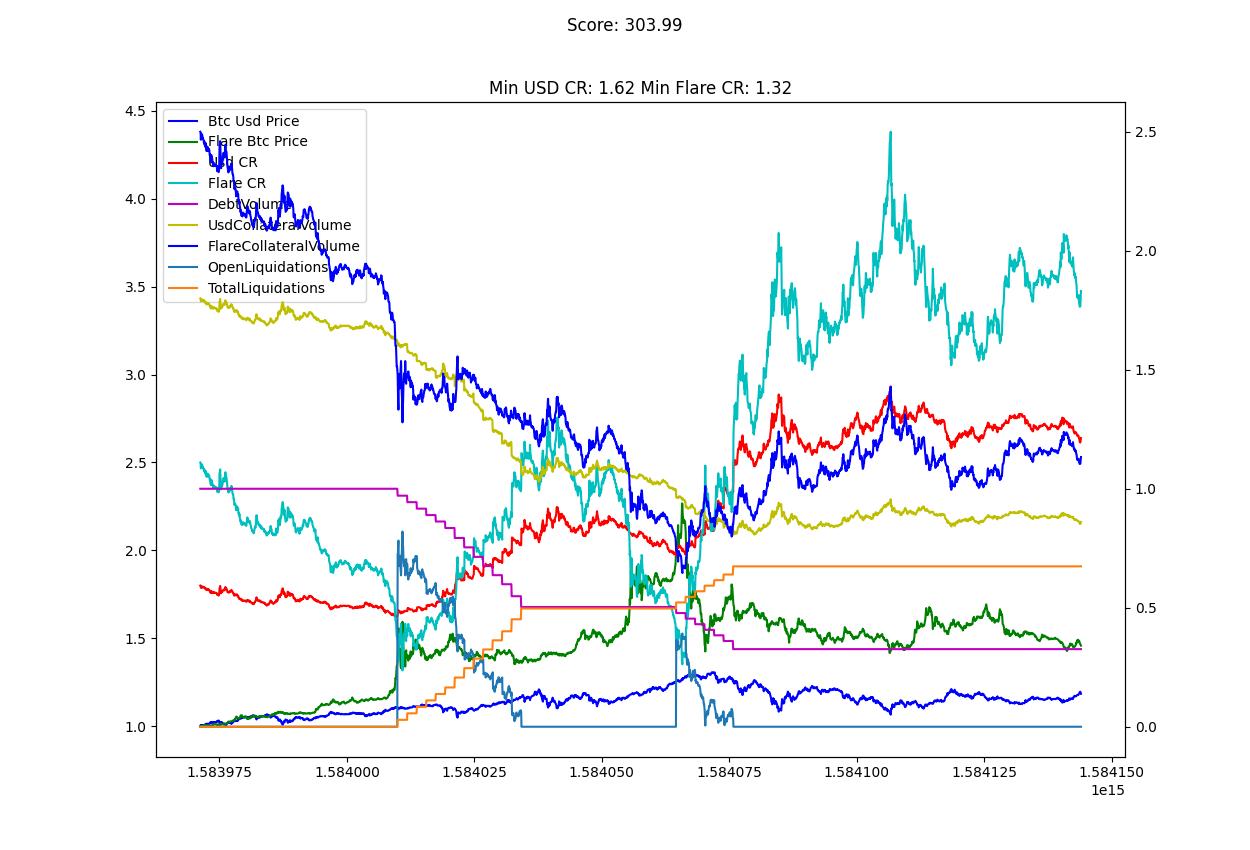 Score: 303.99
Min USD CR: 1.62 Min Flare CR: 1.32
4.5
4.0
3.5
3.0
2.5
2.0
1.5
1.0
Btc Usd Price
Flare Btc Price
Usd CR
Flare CR
DebtVolume
UsdCollateralVolume
FlareCollateralVolume
OpenLiquidations
TotalLiquidations
2.5
2.0
1.5
1.0
0.5
0.0
1.583975 1.584000 1.584025 1.584050 1.584075 1.584100 1.584125 1.584150
1e15